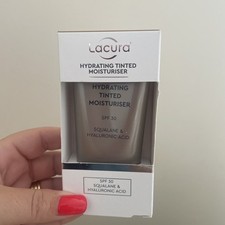 Lacura
HYDRATING TINTED
MOISTURISER
HYDRATING
TINTED
MOISTURISER
SPF 30
SQUALANE &
HYALURONIC ACID
SPF 30
SQUALANE &
HYALURONIC ACID